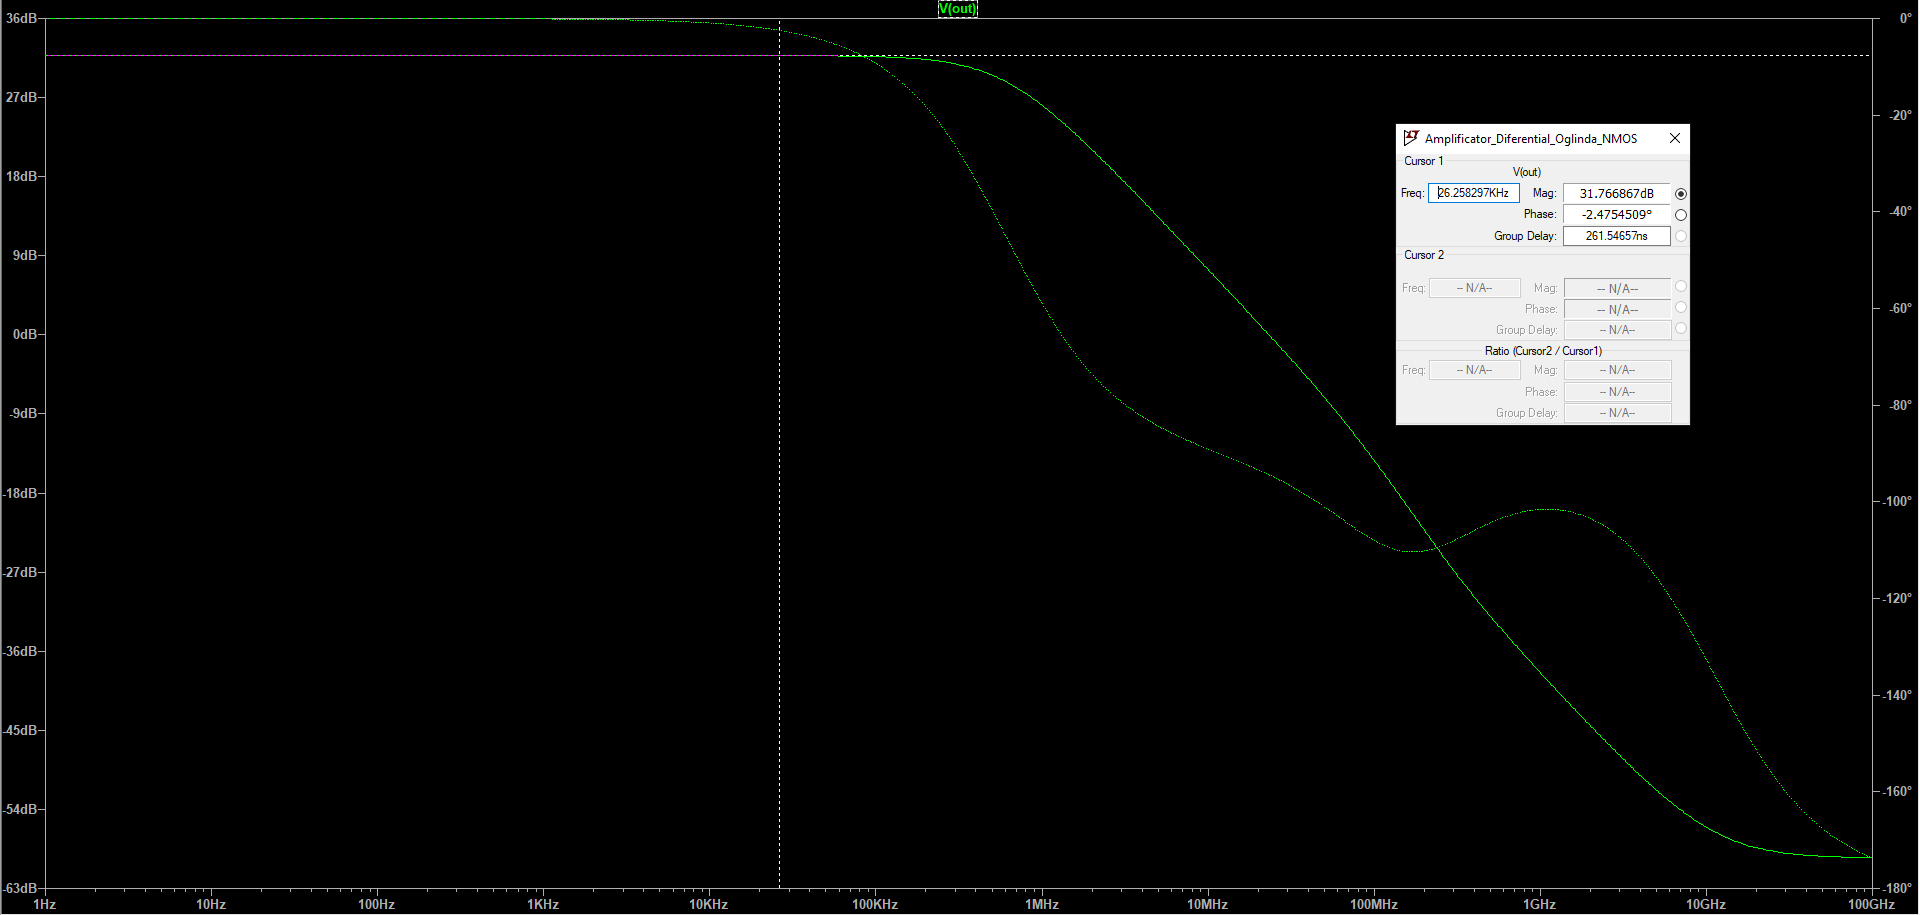 V(out)
36dB
27dB
18dB
9dB
0dB
-9dB
-18dB
-27dB
-36dB
-45dB
-54dB
-63dB
0°
-20°
-40°
-60°
-80°
-100°
-120°
-140°
-160°
-180°
1Hz 10Hz 100Hz 1KHz 10KHz 100KHz 1MHz 10MHz 100MHz 1GHz 10GHz 100GHz
Amplificator_Diferential_Oglinda_NMOS
Cursor 1
V(out)
Freq: 26.258297KHz Mag: 31.766867dB
Phase: -2.4754509°
Group Delay: 261.54657ns
Cursor 2
Freq: -- N/A-- Mag: -- N/A--
Phase: -- N/A--
Group Delay: -- N/A--
Ratio (Cursor2 / Cursor1)
Freq: -- N/A-- Mag: -- N/A--
Phase: -- N/A--
Group Delay: -- N/A--